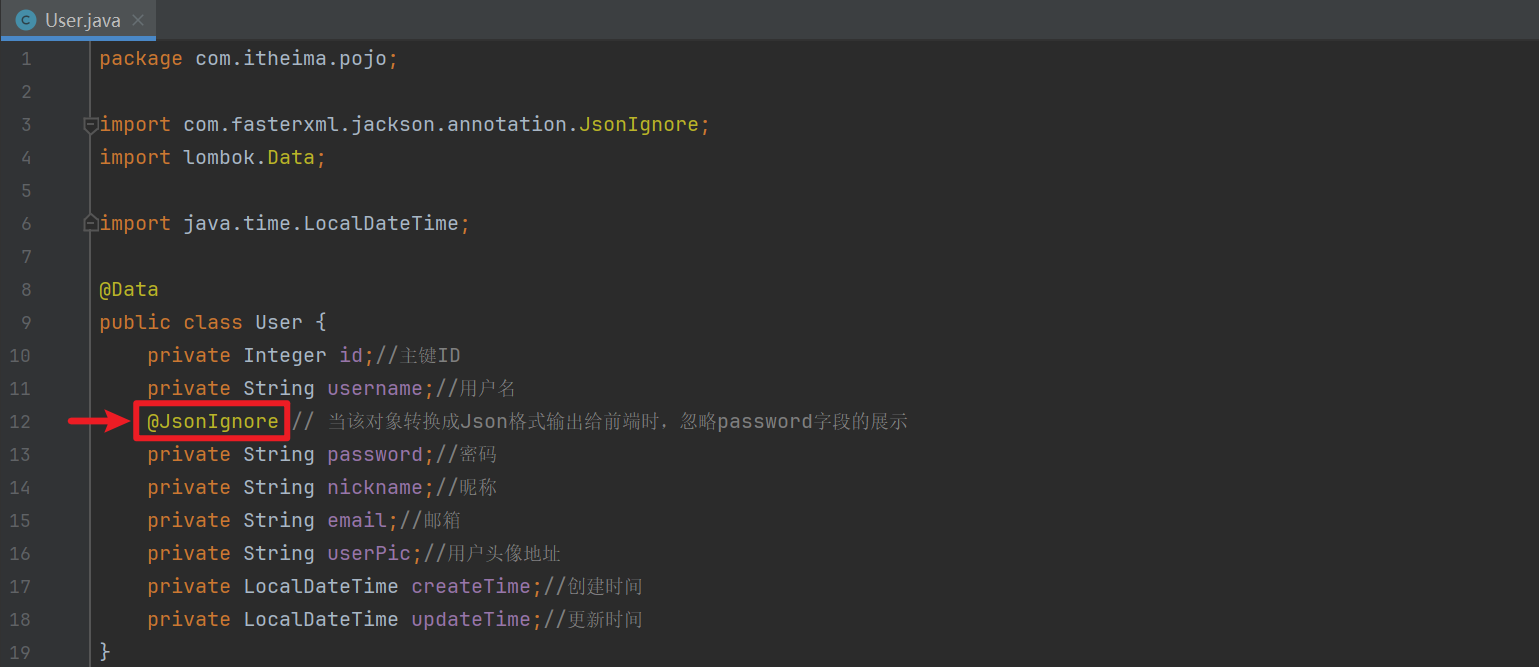 C User.java
1 package com.itheima.pojo;
2
3 import com.fasterxml.jackson.annotation.JsonIgnore;
4 import lombok.Data;
5
6 import java.time.LocalDateTime;
7
8 @Data
9 public class User {
10 private Integer id;//主键ID
11 private String username;//用户名
12 @JsonIgnore // 当该对象转换成Json格式输出给前端时，忽略password字段的展示
13 private String password;//密码
14 private String nickname;//昵称
15 private String email;//邮箱
16 private String userPic;//用户头像地址
17 private LocalDateTime createTime;//创建时间
18 private LocalDateTime updateTime;//更新时间
19 }